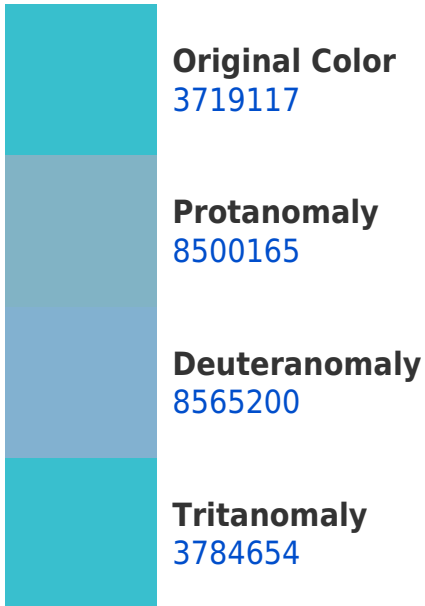 Original Color
3719117
Protanomaly
8500165
Deuteranomaly
8565200
Tritanomaly
3784654